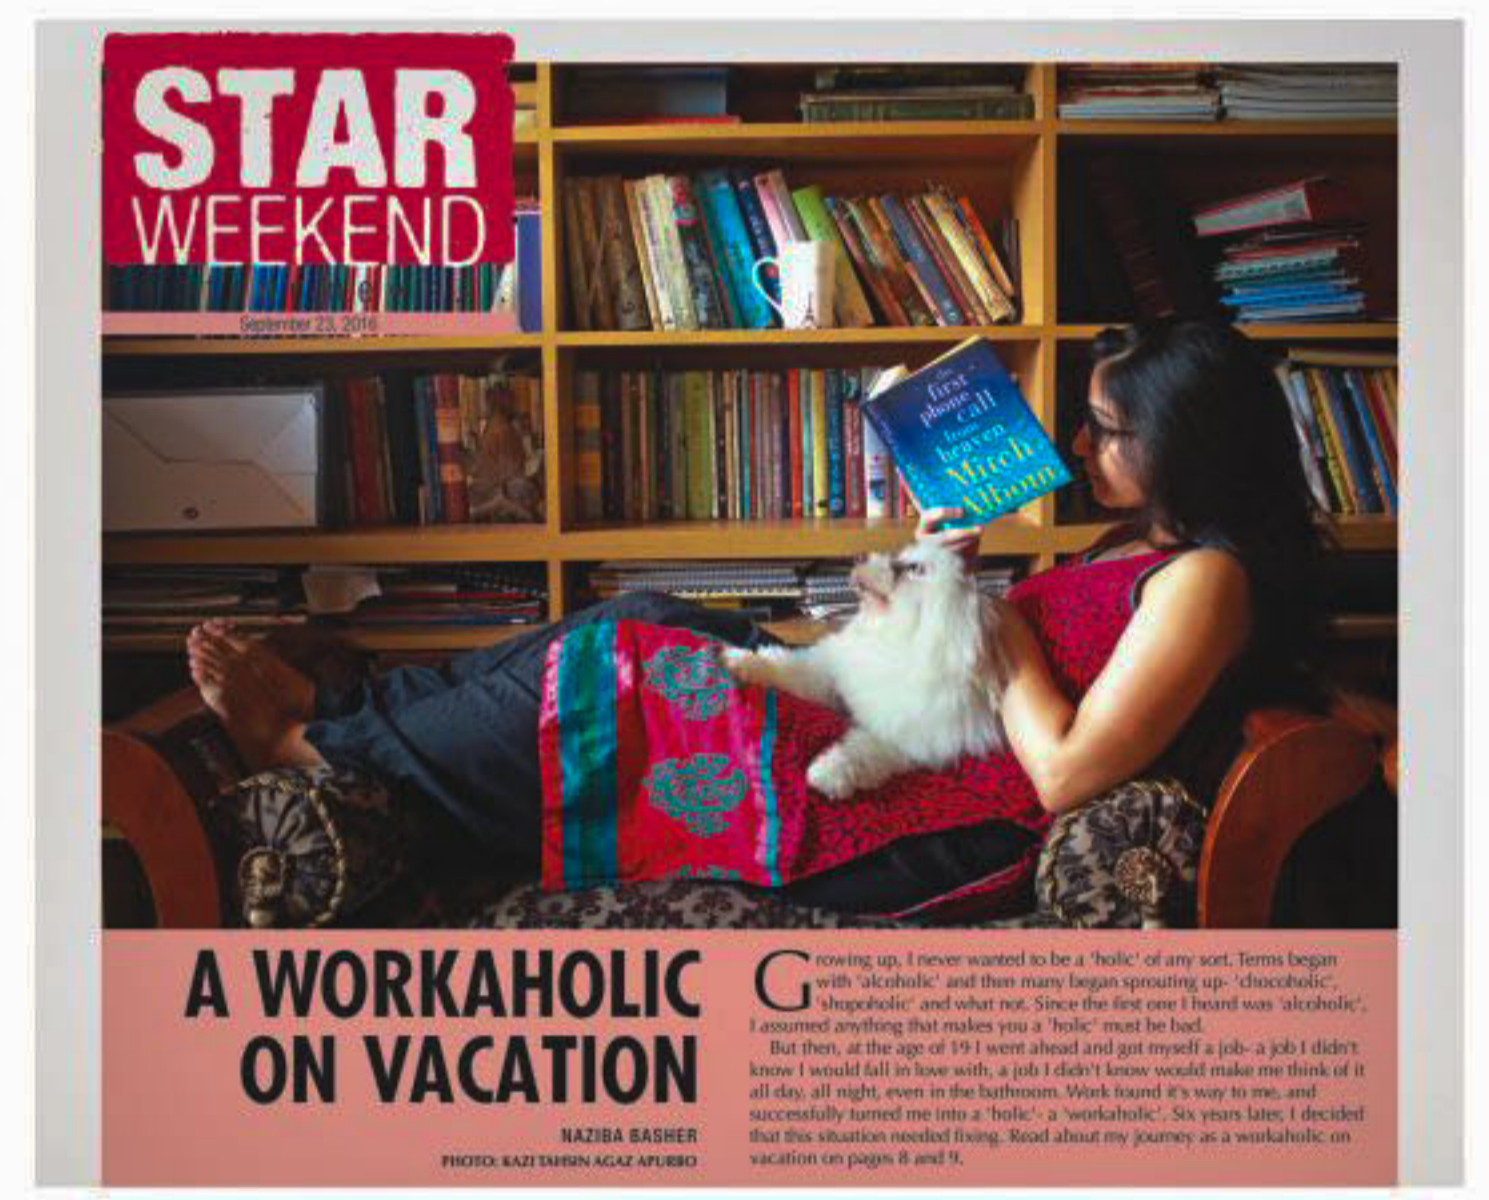 STAR
WEEKEND
September 23, 2016
the
first
phone
call
from
heaven
Mitch
Albom
A WORKAHOLIC
ON VACATION
NAZIBA BASHER
PHOTO: KAZI TAHSIN AGAZ APURBO
Growing up, I never wanted to be a 'holic' of any sort. Terms began
with 'alcoholic' and then many began sprouting up- 'chocoholic',
'shopoholic' and what not. Since the first one I heard was 'alcoholic',
I assumed anything that makes you a 'holic' must be bad.
But then, at the age of 19 I went ahead and got myself a job- a job I didn't
know I would fall in love with, a job I didn't know would make me think of it
all day, all night, even in the bathroom. Work found it's way to me, and
successfully turned me into a 'holic'- a 'workaholic'. Six years later, I decided
that this situation needed fixing. Read about my journey as a workaholic on
vacation on pages 8 and 9.